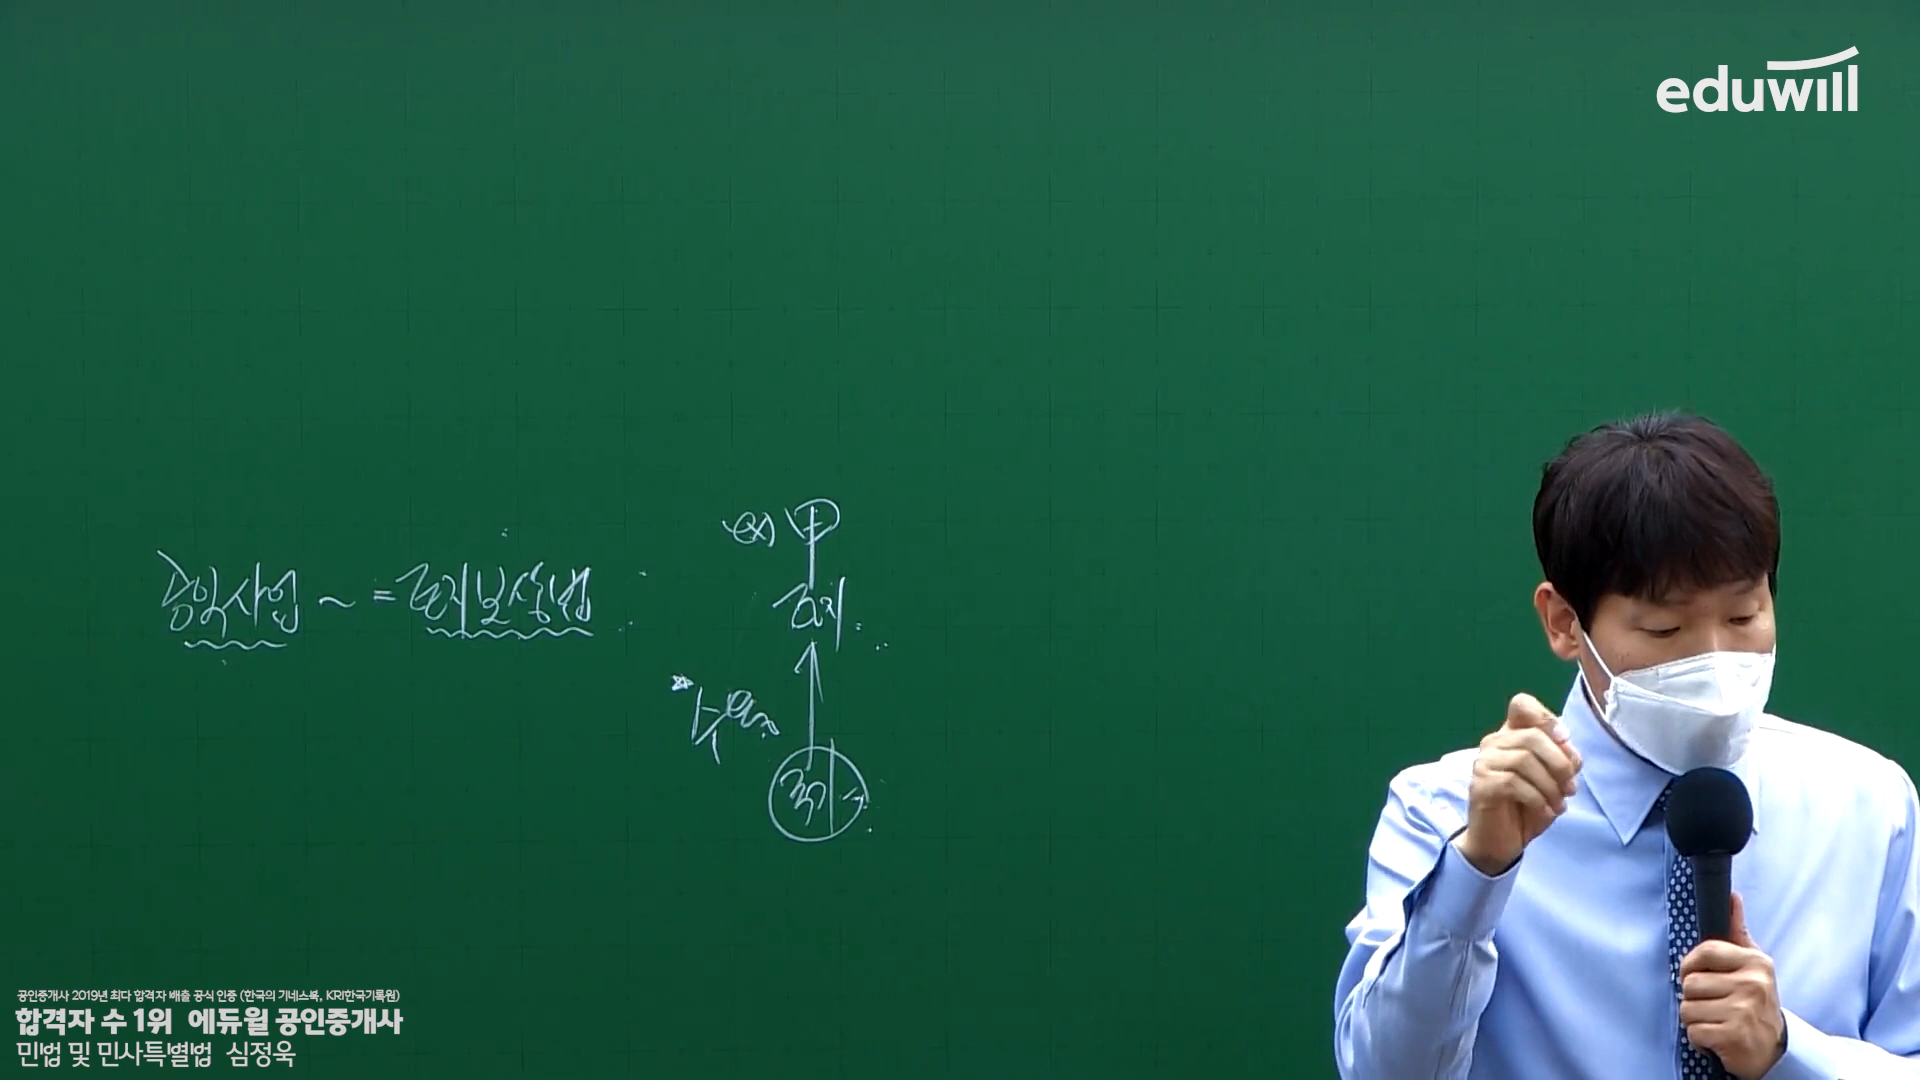 eduwill
공익사업 ~ = 토지보상법
(X) 甲
토지
수용
국가
공인중개사 2019년 최다 합격자 배출 공식 인증 (한국의 기네스북, KRI한국기록원)
합격자 수 1위 에듀윌 공인중개사
민법 및 민사특별법 심정욱